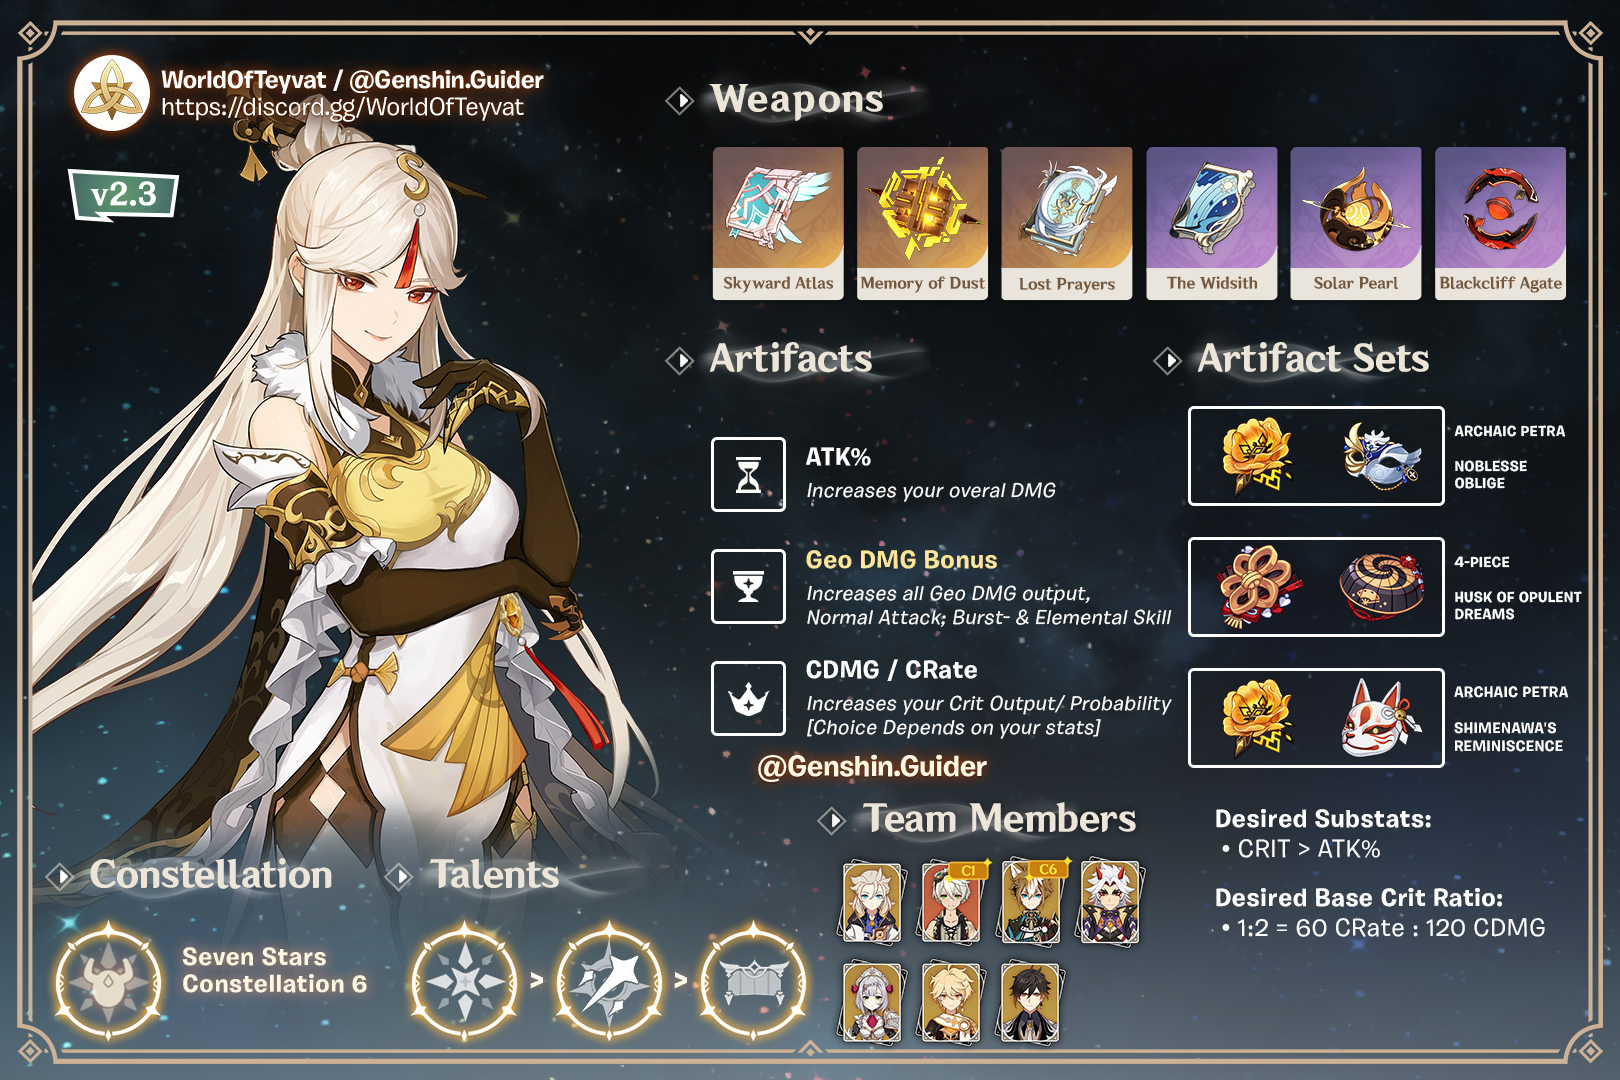 WorldOfTeyvat / @Genshin.Guider
https://discord.gg/WorldOfTeyvat
v2.3
Weapons
Skyward Atlas
Memory of Dust
Lost Prayers
The Widsith
Solar Pearl
Blackcliff Agate
Artifacts
ATK%
Increases your overal DMG
Geo DMG Bonus
Increases all Geo DMG output,
Normal Attack; Burst- & Elemental Skill
CDMG / CRate
Increases your Crit Output/ Probability
[Choice Depends on your stats]
@Genshin.Guider
Artifact Sets
ARCHAIC PETRA
NOBLESSE
OBLIGE
4-PIECE
HUSK OF OPULENT
DREAMS
ARCHAIC PETRA
SHIMENAWA'S
REMINISCENCE
Team Members
C1
C6
Desired Substats:
• CRIT > ATK%
Desired Base Crit Ratio:
• 1:2 = 60 CRate : 120 CDMG
Constellation
Seven Stars
Constellation 6
Talents
> >